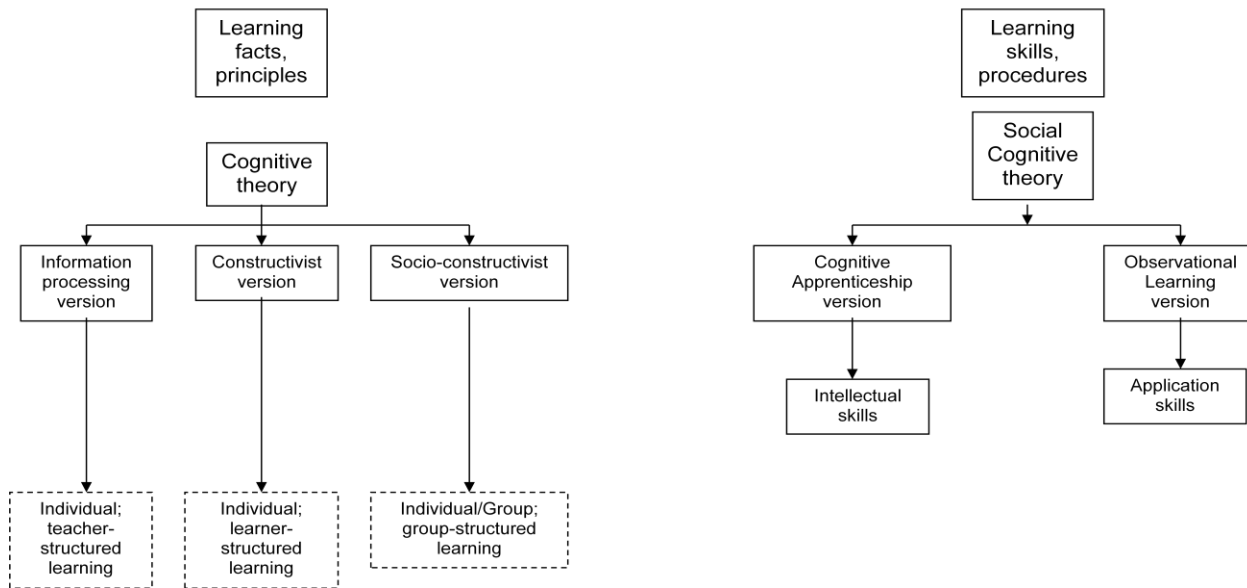 Learning
facts,
principles
Learning
skills,
procedures
Cognitive
theory
Social
Cognitive
theory
Information
processing
version
Constructivist
version
Socio-constructivist
version
Cognitive
Apprenticeship
version
Observational
Learning
version
Intellectual
skills
Application
skills
Individual;
teacher-
structured
learning
Individual;
learner-
structured
learning
Individual/Group;
group-structured
learning